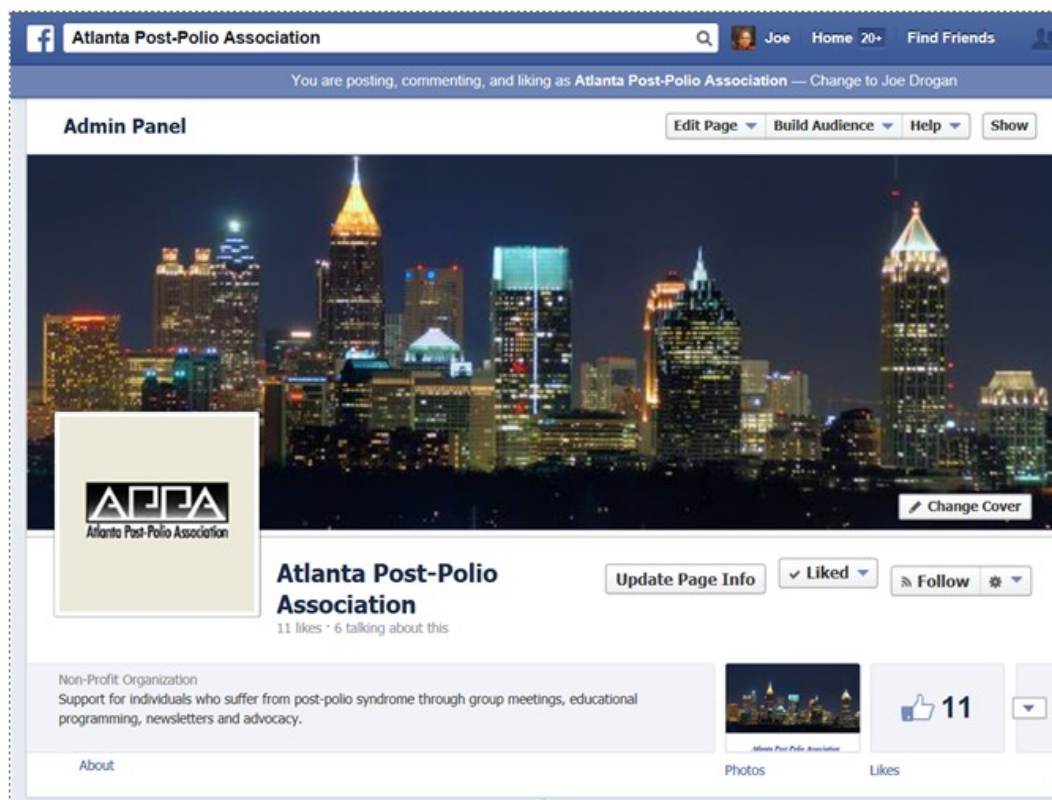 Atlanta Post-Polio Association
Joe Home 20+ Find Friends
You are posting, commenting, and liking as Atlanta Post-Polio Association — Change to Joe Drogan
Admin Panel
Edit Page Build Audience Help Show
Change Cover
APPA
Atlanta Post-Polio Association
Atlanta Post-Polio
Association
11 likes · 6 talking about this
Update Page Info Liked Follow
Non-Profit Organization
Support for individuals who suffer from post-polio syndrome through group meetings, educational
programming, newsletters and advocacy.
About
Atlanta Post Polio Association
Photos
11
Likes